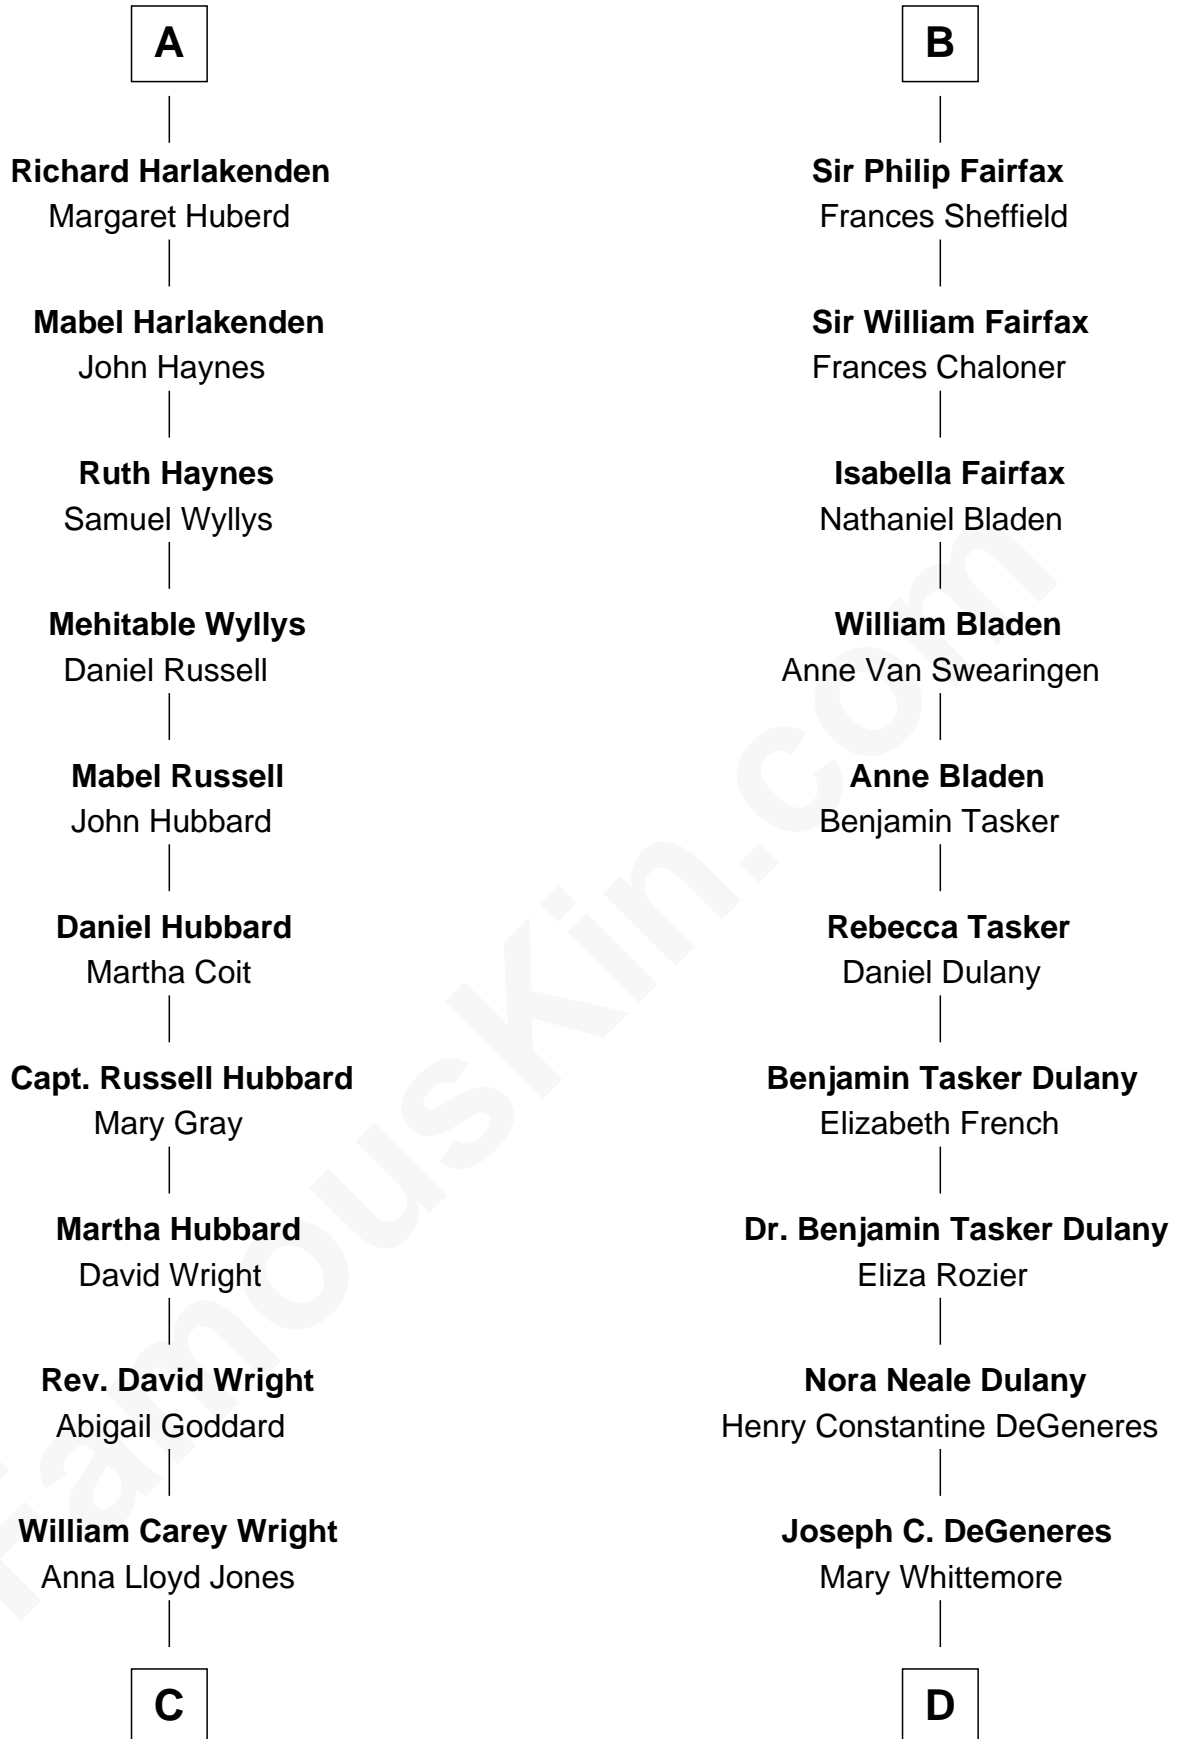 A
Richard Harlakenden
Margaret Huberd
Mabel Harlakenden
John Haynes
Ruth Haynes
Samuel Wyllys
Mehitable Wyllys
Daniel Russell
Mabel Russell
John Hubbard
Daniel Hubbard
Martha Coit
Capt. Russell Hubbard
Mary Gray
Martha Hubbard
David Wright
Rev. David Wright
Abigail Goddard
William Carey Wright
Anna Lloyd Jones
C
B
Sir Philip Fairfax
Frances Sheffield
Sir William Fairfax
Frances Chaloner
Isabella Fairfax
Nathaniel Bladen
William Bladen
Anne Van Swearingen
Anne Bladen
Benjamin Tasker
Rebecca Tasker
Daniel Dulany
Benjamin Tasker Dulany
Elizabeth French
Dr. Benjamin Tasker Dulany
Eliza Rozier
Nora Neale Dulany
Henry Constantine DeGeneres
Joseph C. DeGeneres
Mary Whittemore
D
FamousKin.com